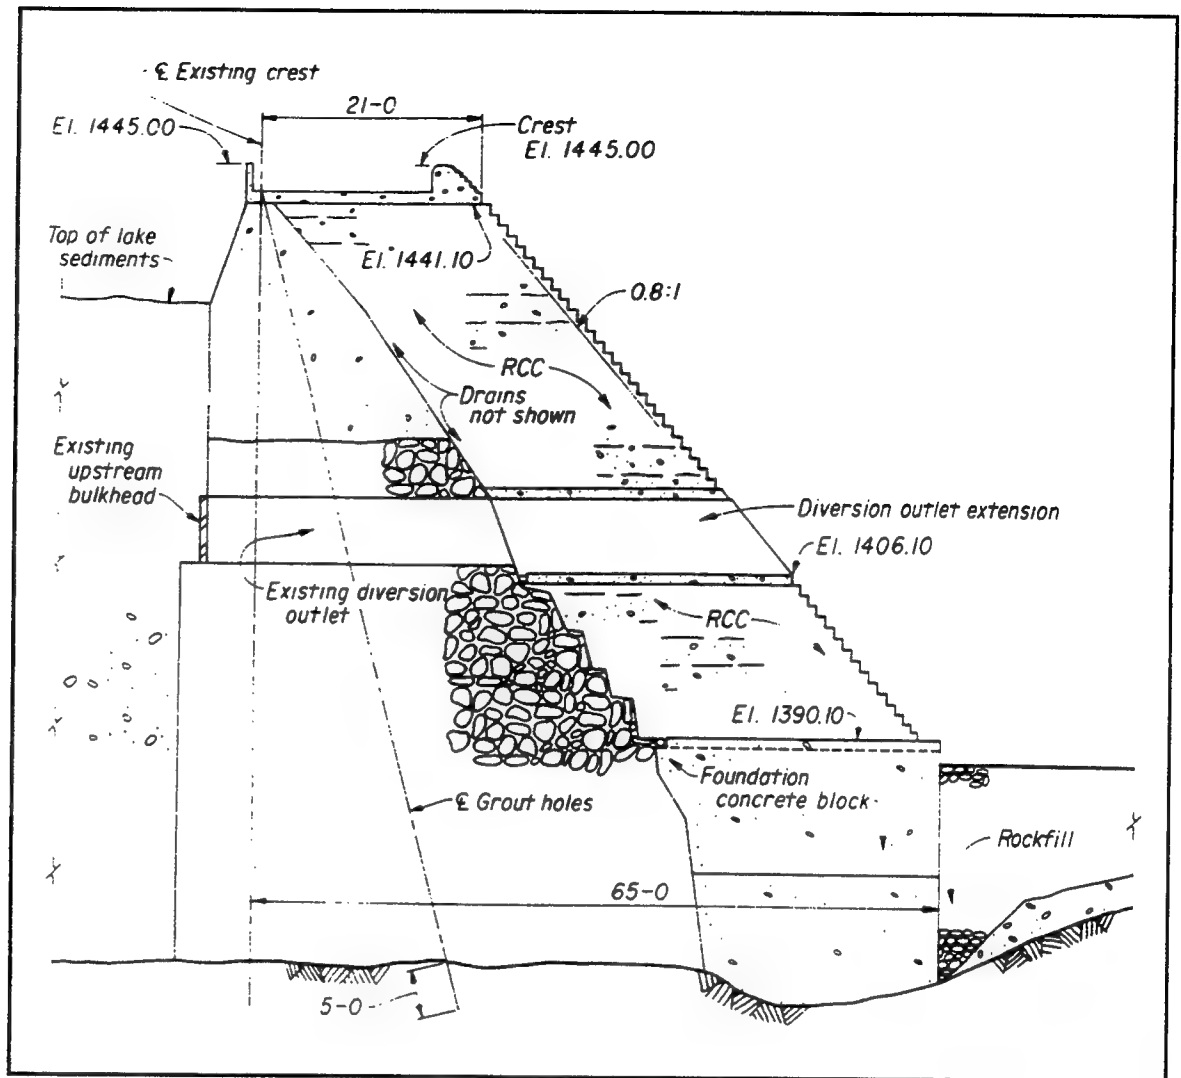 ℄ Existing crest
21-0
El. 1445.00
Crest
El. 1445.00
Top of lake
sediments
El. 1441.10
0.8:1
RCC
Drains
not shown
Existing
upstream
bulkhead
Diversion outlet extension
El. 1406.10
Existing diversion
outlet
RCC
El. 1390.10
Foundation
concrete block
℄ Grout holes
Rockfill
65-0
5-0